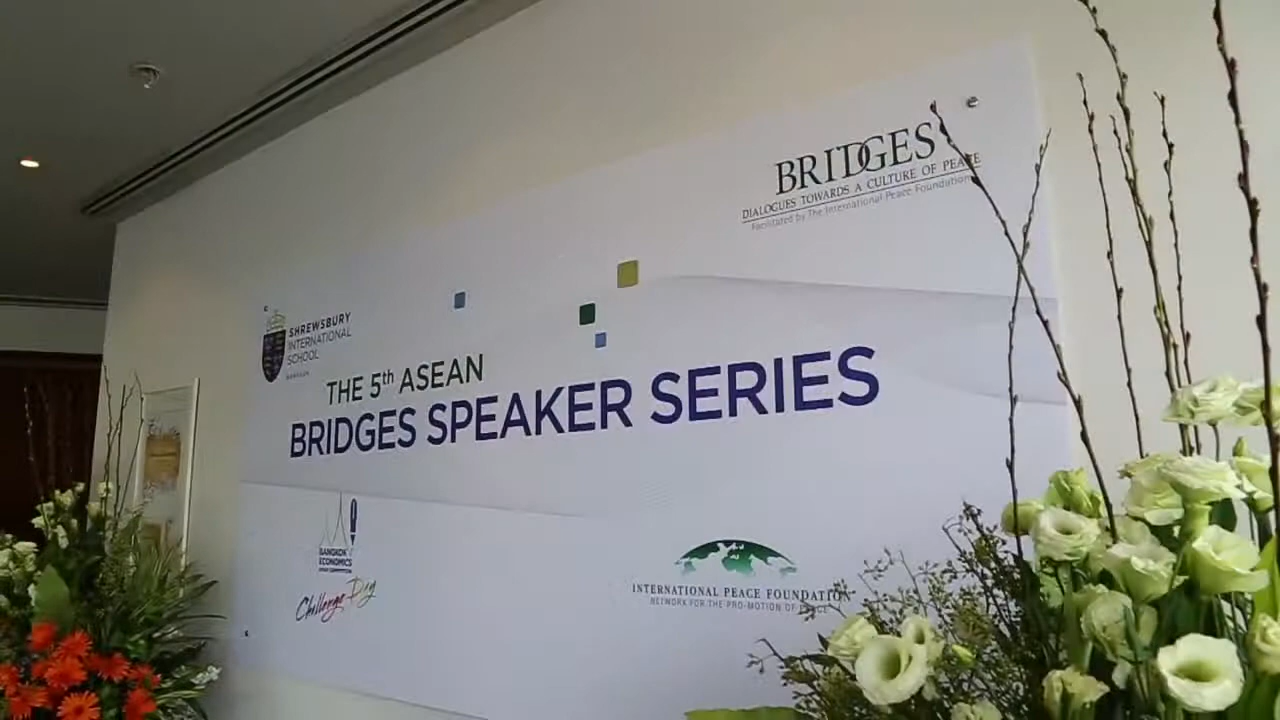 BRIDGES
DIALOGUES TOWARDS A CULTURE OF PEACE
Facilitated by The International Peace Foundation
SHREWSBURY
INTERNATIONAL
SCHOOL
THE 5th ASEAN
BRIDGES SPEAKER SERIES
BANGKOK
ECONOMICS
Challenge Day
INTERNATIONAL PEACE FOUNDATION
NETWORK FOR THE PRO-MOTION OF PEACE